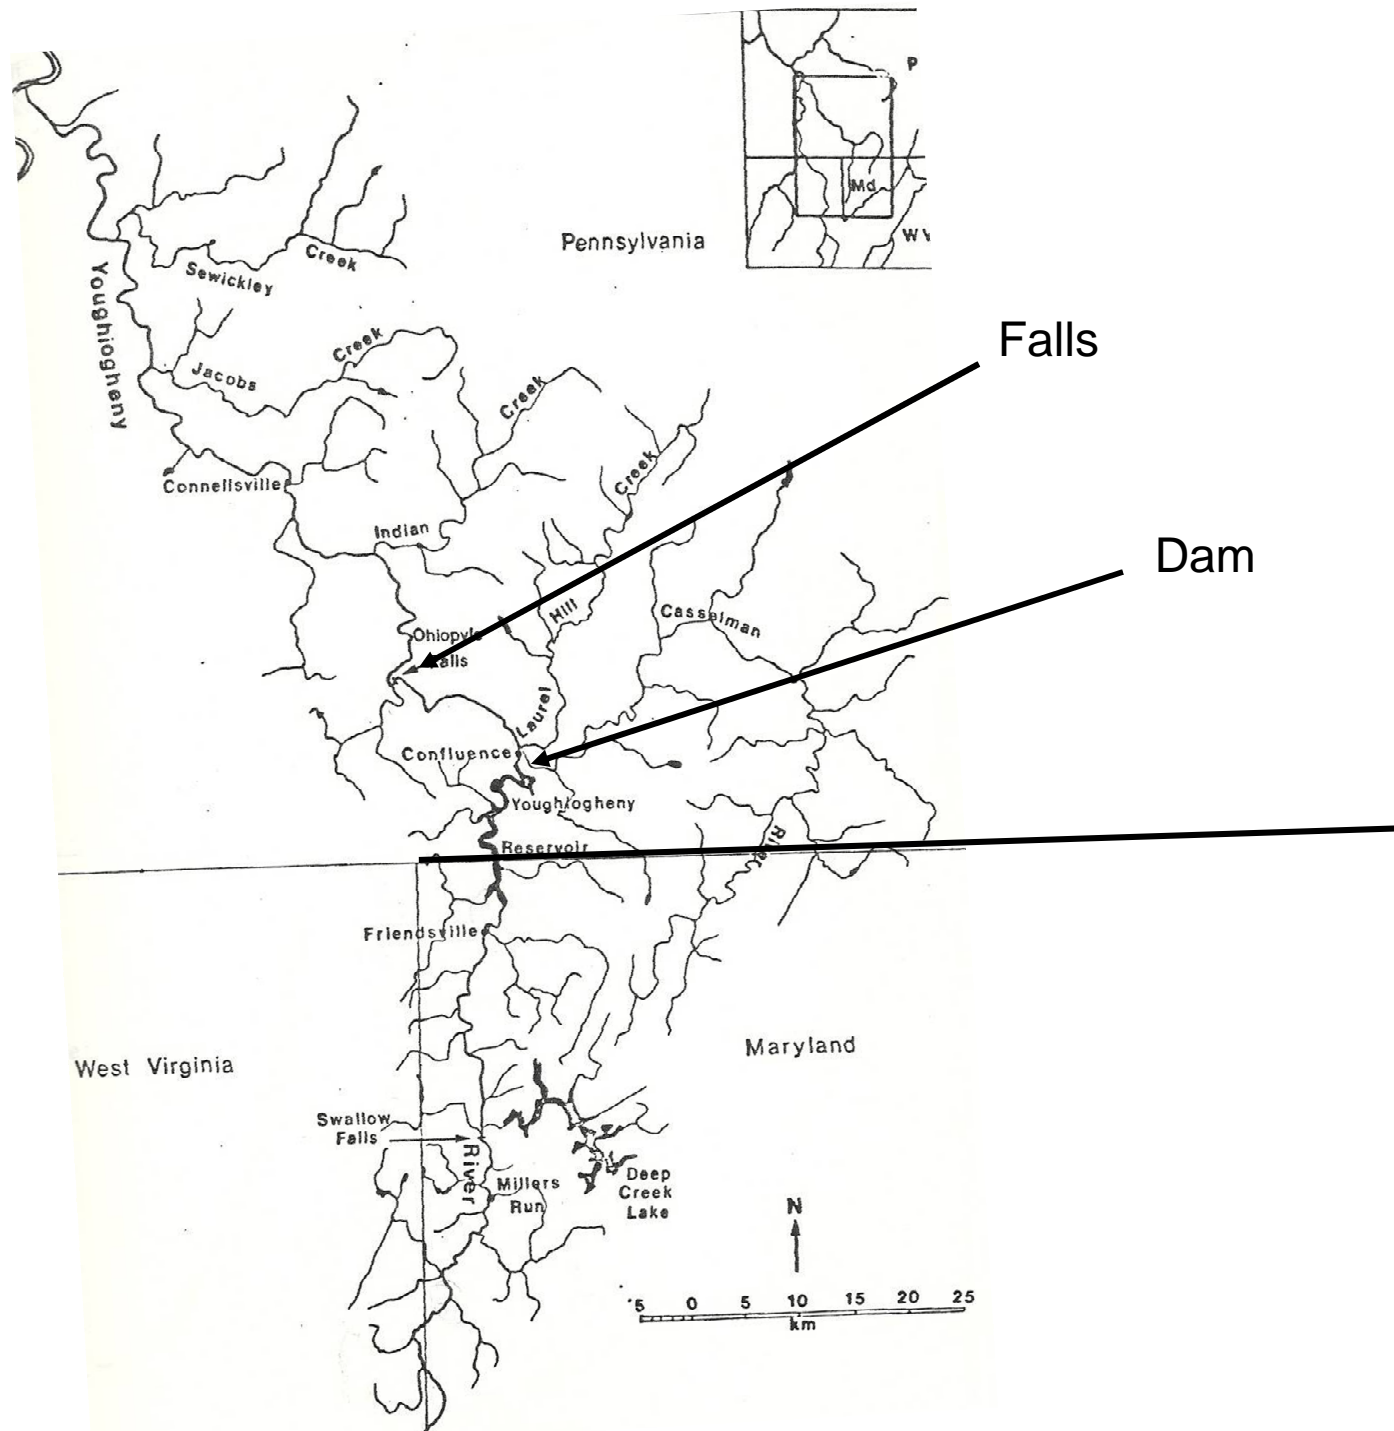 P
Md
WV
Pennsylvania
Sewickley
Creek
Youghiogheny
Falls
Jacobs
Creek
Creek
Creek
Connellsville
Indian
Dam
Hill
Casselman
Ohiopyle
Falls
Laurel
Confluence
Youghiogheny
Reservoir
River
Friendsville
West Virginia
Maryland
Swallow
Falls
River
Millers
Run
Deep
Creek
Lake
N
5 0 5 10 15 20 25
km